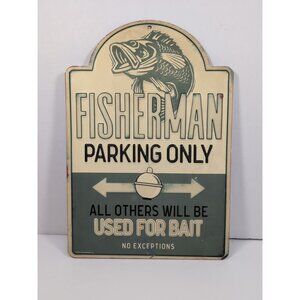 FISHERMAN
PARKING ONLY
ALL OTHERS WILL BE
USED FOR BAIT
NO EXCEPTIONS